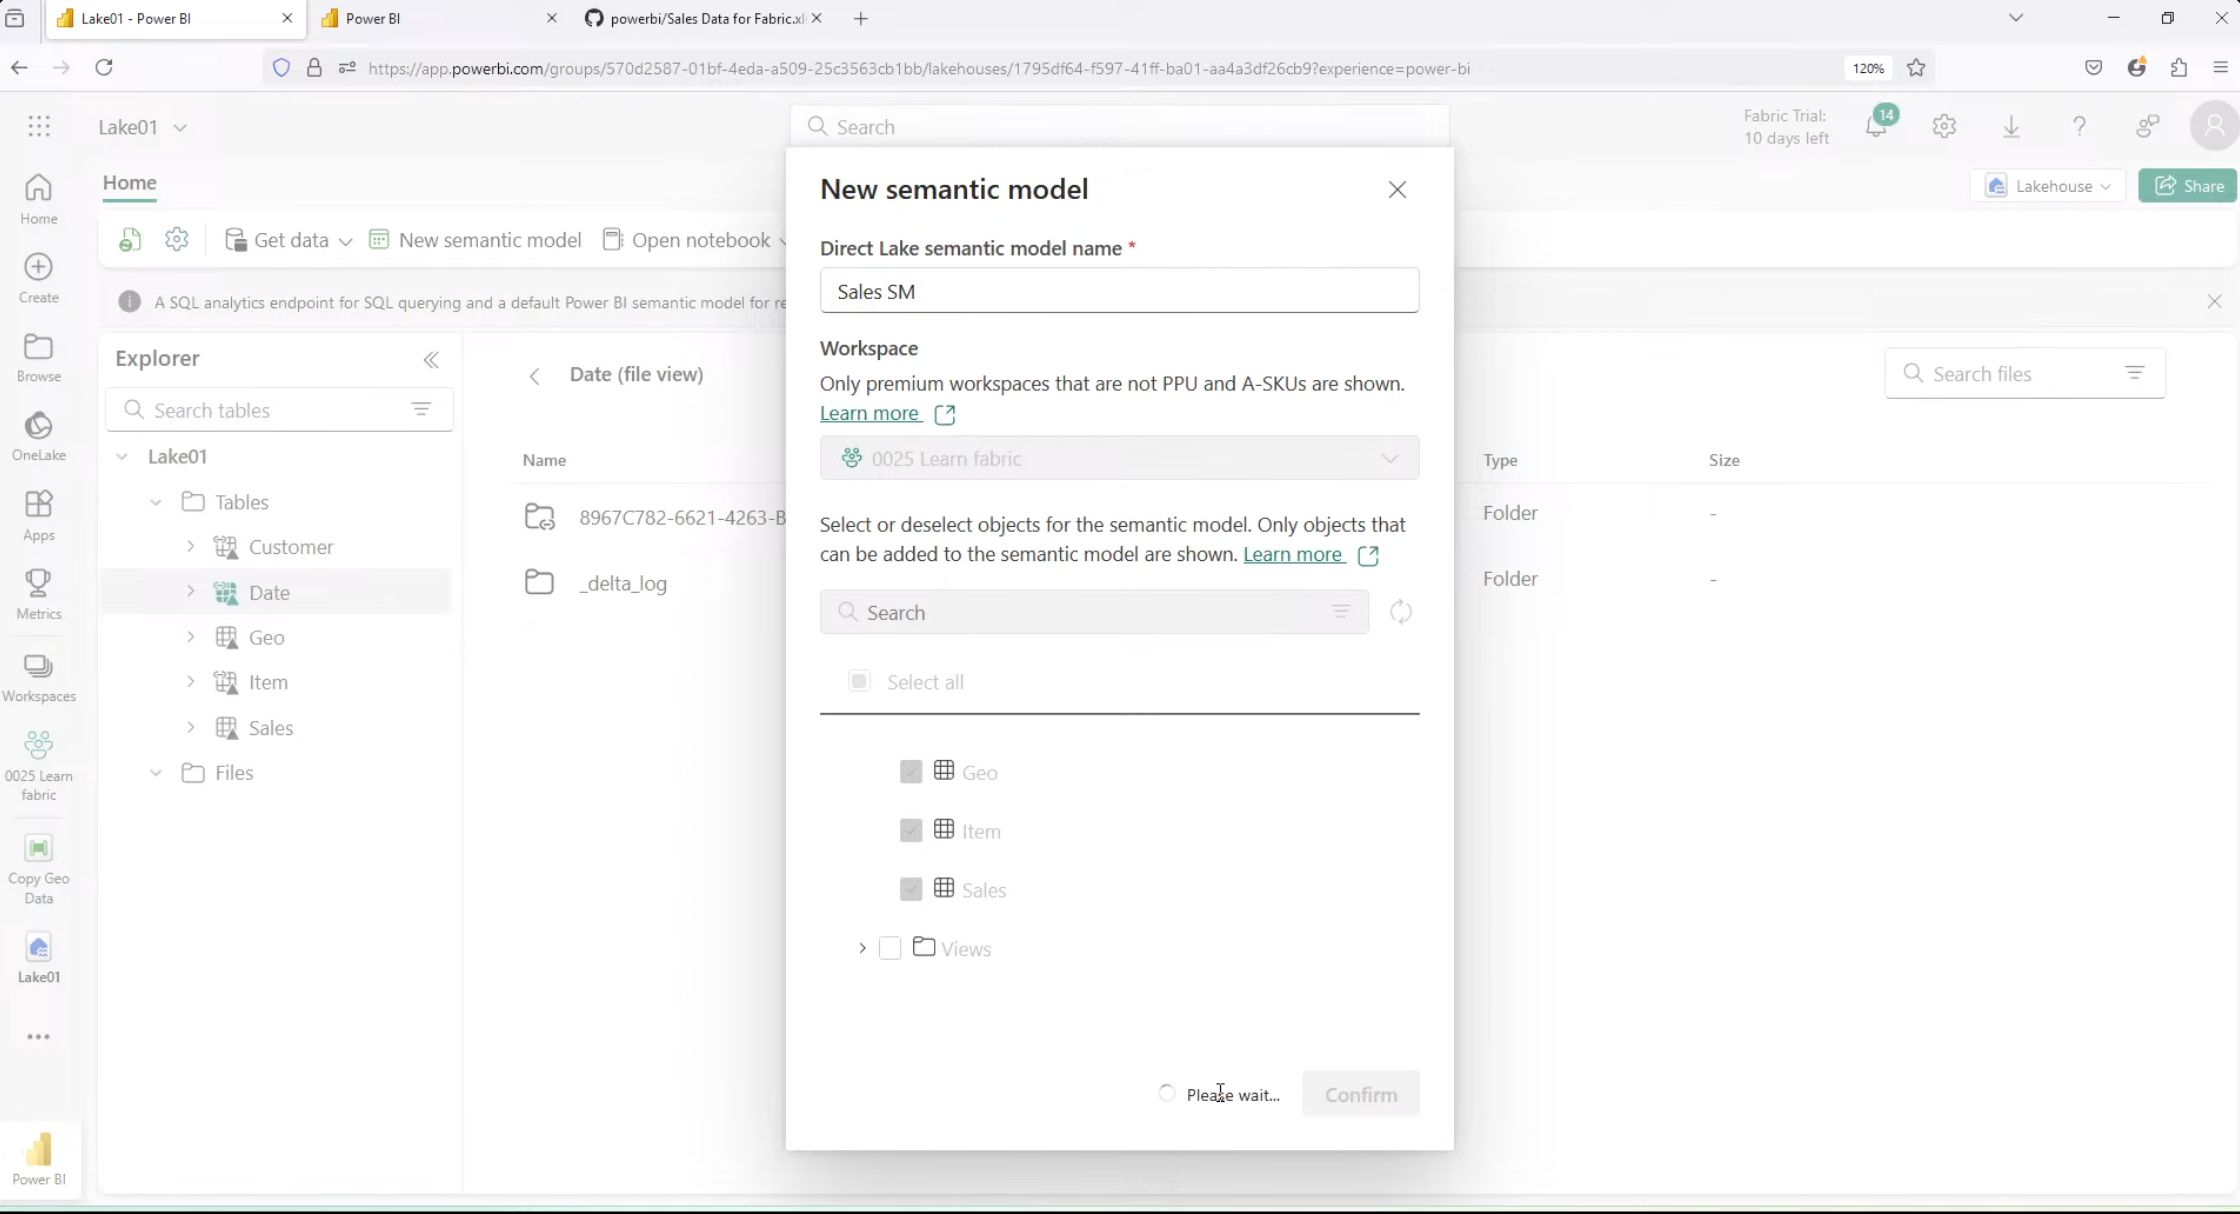 Lake01 - Power BI
Power BI
powerbi/Sales Data for Fabric.xl
https://app.powerbi.com/groups/570d2587-01bf-4eda-a509-25c3563cb1bb/lakehouses/1795df64-f597-41ff-ba01-aa4a3df26cb9?experience=power-bi
120%
Lake01
Search
Fabric Trial:
10 days left
14
Home
Lakehouse
Share
Get data
New semantic model
Open notebook
A SQL analytics endpoint for SQL querying and a default Power BI semantic model for re
Home
Create
Browse
OneLake
Apps
Metrics
Workspaces
0025 Learn
fabric
Copy Geo
Data
Lake01
Power BI
Explorer
Search tables
Lake01
Tables
Customer
Date
Geo
Item
Sales
Files
Date (file view)
Search files
Name
Type
Size
8967C782-6621-4263-B
Folder
-
_delta_log
Folder
-
New semantic model
Direct Lake semantic model name *
Sales SM
Workspace
Only premium workspaces that are not PPU and A-SKUs are shown.
Learn more
0025 Learn fabric
Select or deselect objects for the semantic model. Only objects that
can be added to the semantic model are shown. Learn more
Search
Select all
Geo
Item
Sales
Views
Please wait...
Confirm